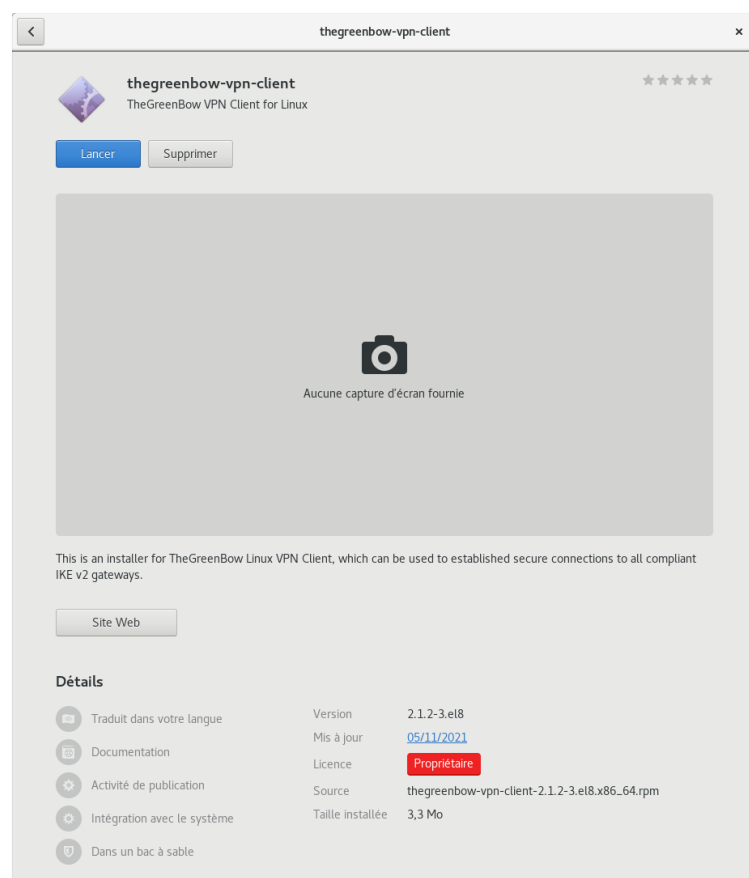 thegreenbow-vpn-client
thegreenbow-vpn-client
TheGreenBow VPN Client for Linux
Lancer
Supprimer
Aucune capture d'écran fournie
This is an installer for TheGreenBow Linux VPN Client, which can be used to established secure connections to all compliant
IKE v2 gateways.
Site Web
Détails
Traduit dans votre langue
Documentation
Activité de publication
Intégration avec le système
Dans un bac à sable
Version 2.1.2-3.el8
Mis à jour 05/11/2021
Licence Propriétaire
Source thegreenbow-vpn-client-2.1.2-3.el8.x86_64.rpm
Taille installée 3,3 Mo